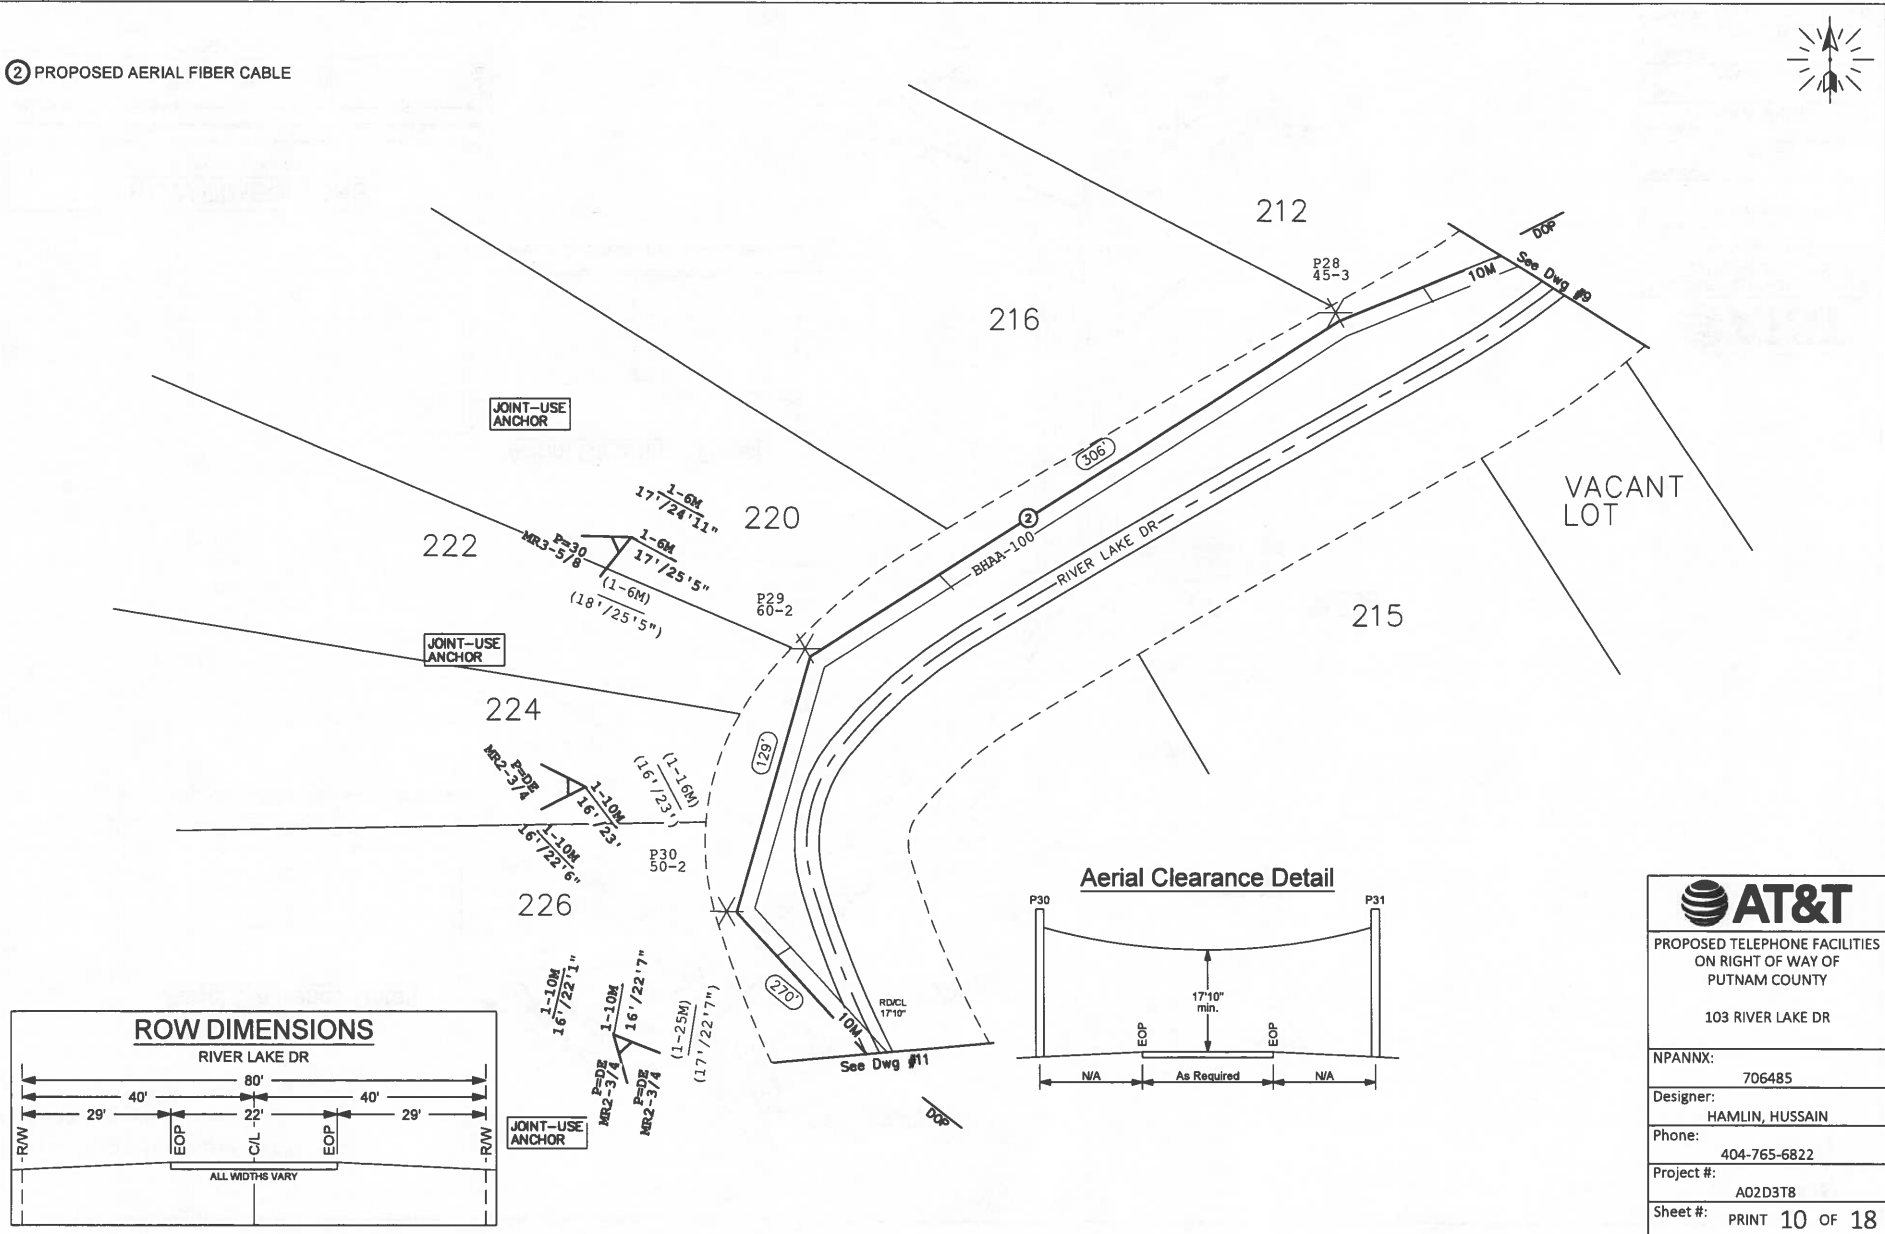 2 PROPOSED AERIAL FIBER CABLE
212
DOP
See Dwg #9
P28
45-3
10M
216
JOINT-USE
ANCHOR
306'
VACANT
LOT
1-6M
17'/24'11"
220
2
222
P=30
MR3-5/8
1-6M
17'/25'5"
(1-6M)
(18'/25'5")
BHAA-100
RIVER LAKE DR
P29
60-2
215
JOINT-USE
ANCHOR
224
129'
P=DE
MR2-3/4
1-10M
16'/23'
(1-16M)
(16'/23')
1-10M
16'/22'6"
P30
50-2
226
270'
10M
RD/CL
17'10"
See Dwg #11
DOP
1-10M
16'/22'1"
1-10M
16'/22'7"
(1-25M)
(17'/22'7")
P=DE
MR2-3/4
P=DE
MR2-3/4
JOINT-USE
ANCHOR
Aerial Clearance Detail
P30
P31
17'10"
min.
EOP
EOP
N/A
As Required
N/A
ROW DIMENSIONS
RIVER LAKE DR
80'
40'
40'
29'
22'
29'
R/W
EOP
C/L
EOP
R/W
ALL WIDTHS VARY
AT&T
PROPOSED TELEPHONE FACILITIES
ON RIGHT OF WAY OF
PUTNAM COUNTY
103 RIVER LAKE DR
NPANNX:
706485
Designer:
HAMLIN, HUSSAIN
Phone:
404-765-6822
Project #:
A02D3T8
Sheet #: PRINT 10 OF 18